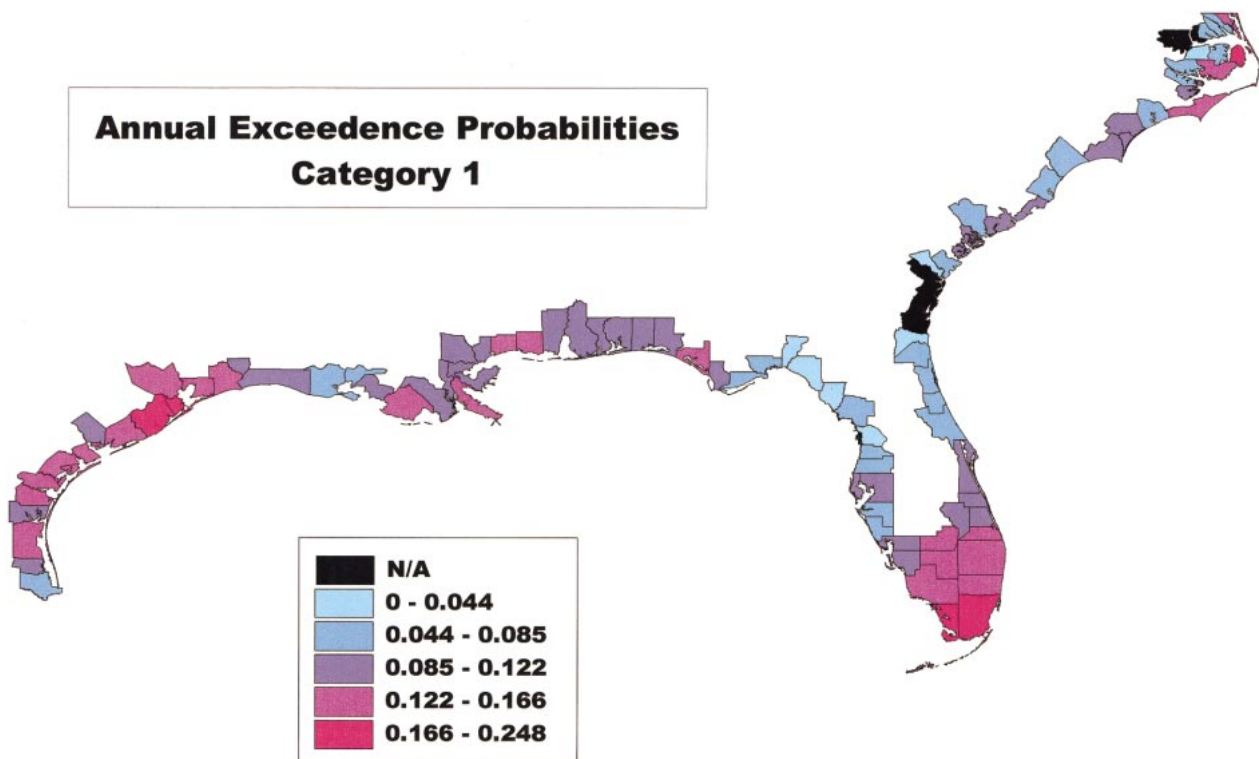 Annual Exceedence Probabilities
Category 1
N/A
0 - 0.044
0.044 - 0.085
0.085 - 0.122
0.122 - 0.166
0.166 - 0.248